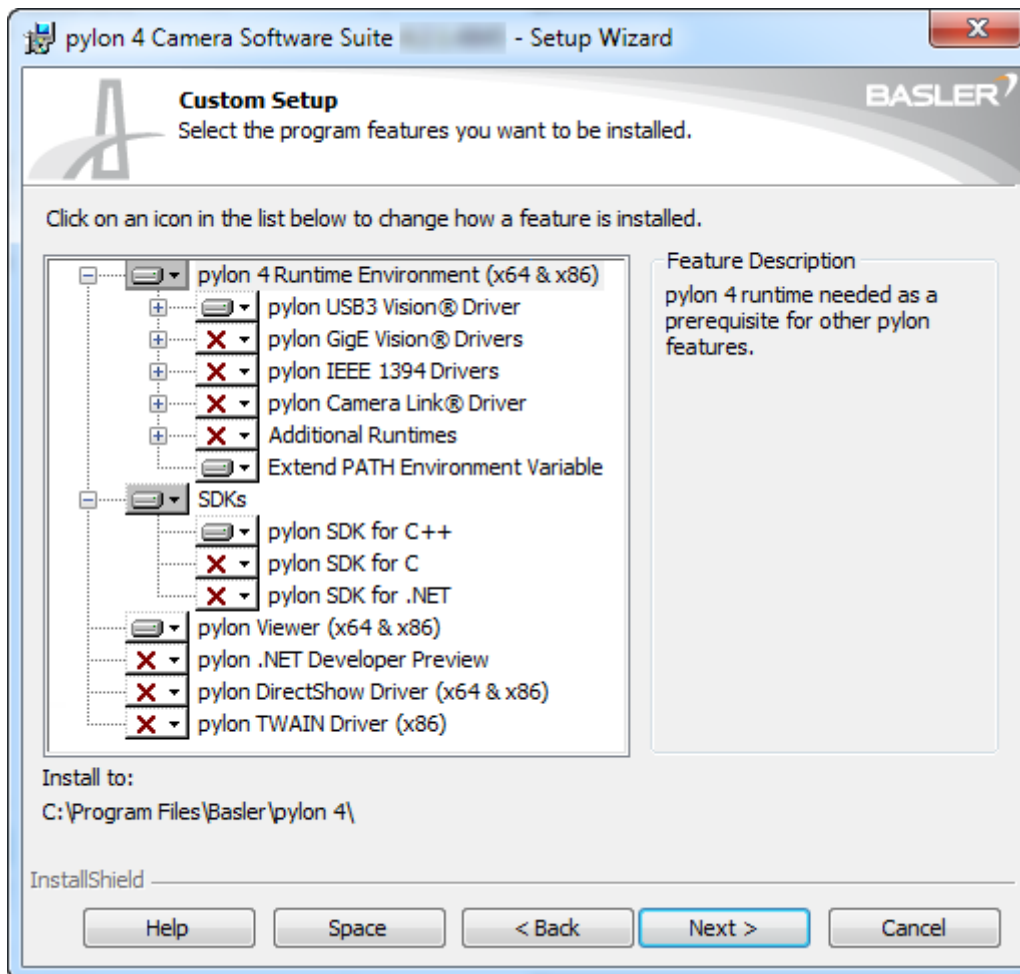 pylon 4 Camera Software Suite - Setup Wizard
BASLER
Custom Setup
Select the program features you want to be installed.
Click on an icon in the list below to change how a feature is installed.
pylon 4 Runtime Environment (x64 & x86)
pylon USB3 Vision® Driver
pylon GigE Vision® Drivers
pylon IEEE 1394 Drivers
pylon Camera Link® Driver
Additional Runtimes
Extend PATH Environment Variable
SDKs
pylon SDK for C++
pylon SDK for C
pylon SDK for .NET
pylon Viewer (x64 & x86)
pylon .NET Developer Preview
pylon DirectShow Driver (x64 & x86)
pylon TWAIN Driver (x86)
Feature Description
pylon 4 runtime needed as a
prerequisite for other pylon
features.
Install to:
C:\Program Files\Basler\pylon 4\
InstallShield
Help
Space
< Back
Next >
Cancel